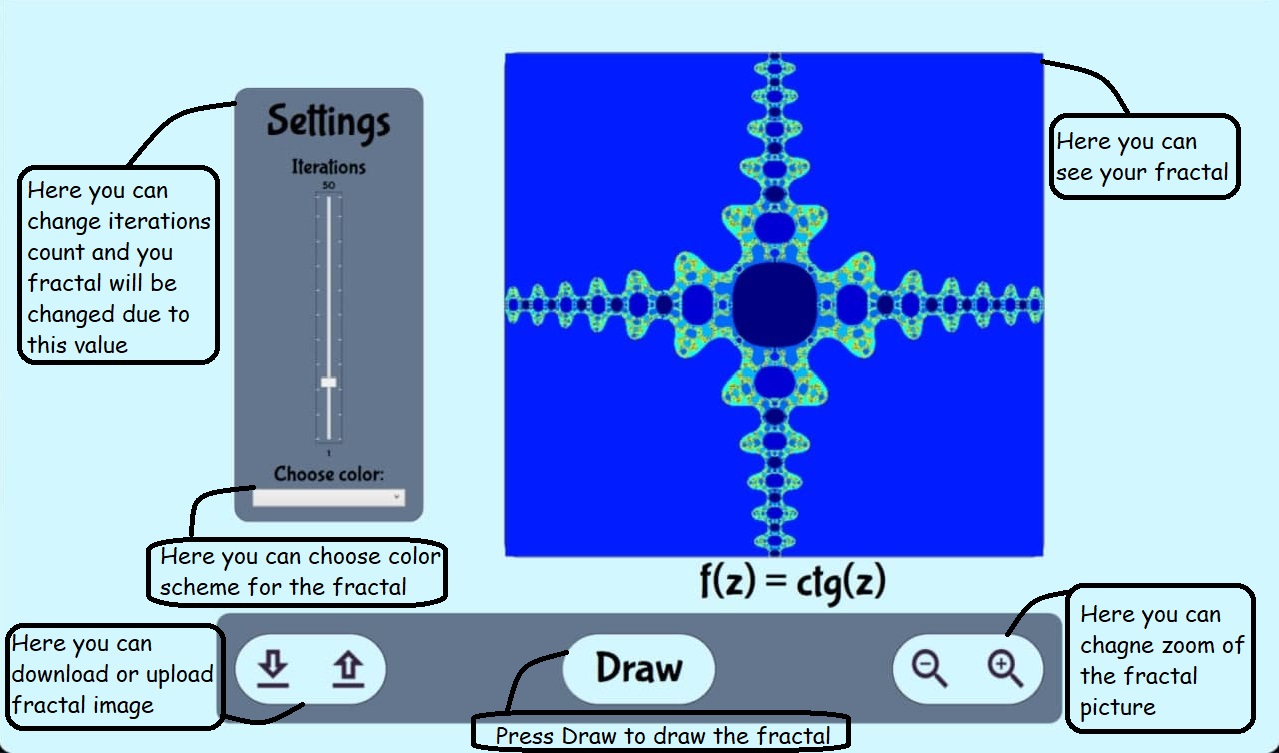 Settings
Iterations
50
1
Choose color:
Here you can
change iterations
count and you
fractal will be
changed due to
this value
Here you can
see your fractal
Here you can choose color
scheme for the fractal
f(z) = ctg(z)
Here you can
download or upload
fractal image
Draw
Press Draw to draw the fractal
Here you can
chagne zoom of
the fractal
picture